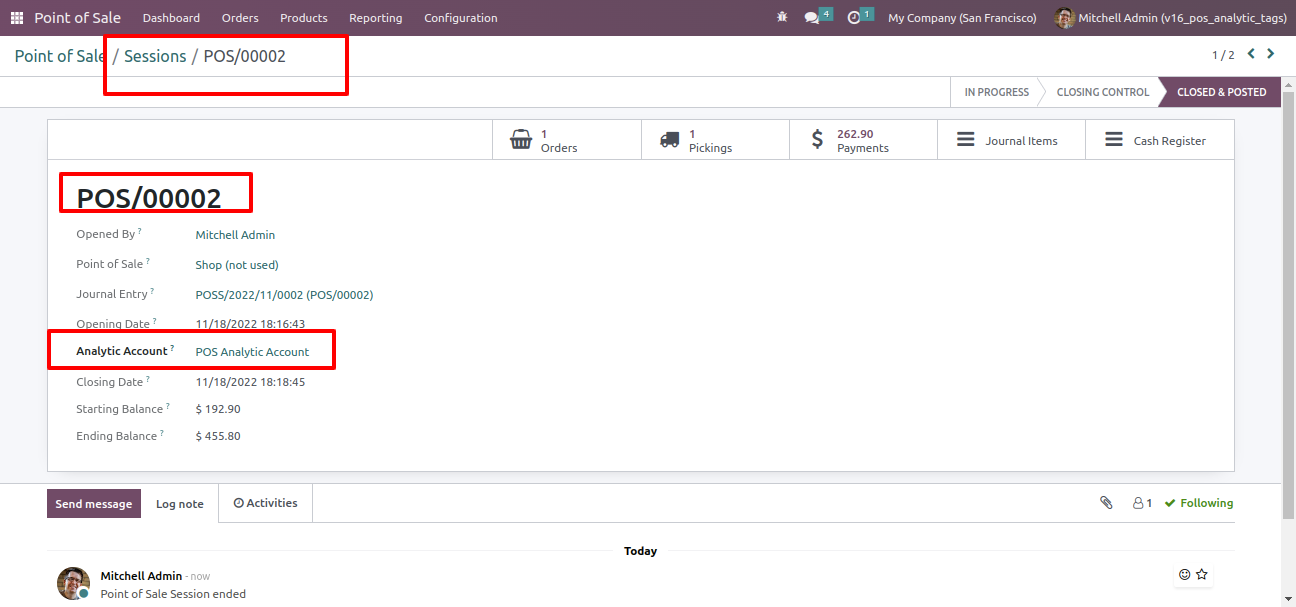 Point of Sale Dashboard Orders Products Reporting Configuration 4 1 My Company (San Francisco) Mitchell Admin (v16_pos_analytic_tags)
Point of Sale / Sessions / POS/00002 1 / 2
IN PROGRESS CLOSING CONTROL CLOSED & POSTED
1 Orders
1 Pickings
$ 262.90 Payments
Journal Items
Cash Register
POS/00002
Opened By ? Mitchell Admin
Point of Sale ? Shop (not used)
Journal Entry ? POSS/2022/11/0002 (POS/00002)
Opening Date ? 11/18/2022 18:16:43
Analytic Account ? POS Analytic Account
Closing Date ? 11/18/2022 18:18:45
Starting Balance ? $ 192.90
Ending Balance ? $ 455.80
Send message Log note Activities 1 Following
Today
Mitchell Admin - now
Point of Sale Session ended